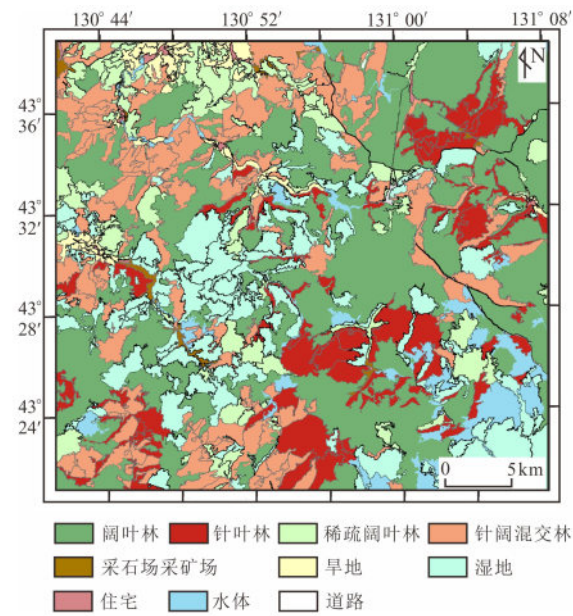 130° 44′ 130° 52′ 131° 00′ 131° 08′
N
43°
36′
43°
32′
43°
28′
43°
24′
0 5km
阔叶林 针叶林 稀疏阔叶林 针阔混交林
采石场采矿场 旱地 湿地
住宅 水体 道路